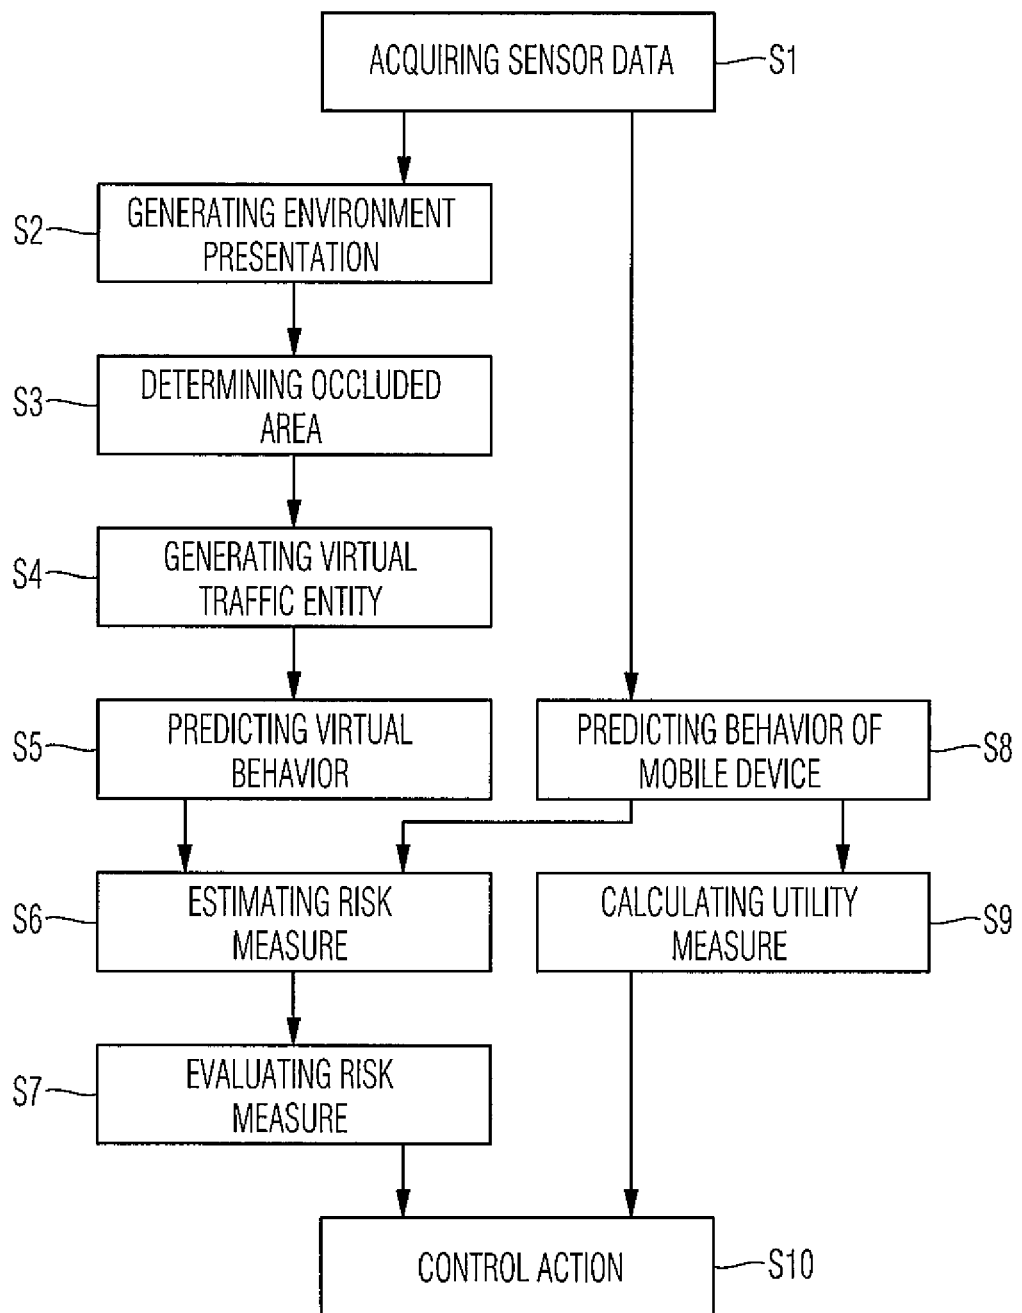 ACQUIRING SENSOR DATA
S1
S2
GENERATING ENVIRONMENT
PRESENTATION
S3
DETERMINING OCCLUDED
AREA
S4
GENERATING VIRTUAL
TRAFFIC ENTITY
S5
PREDICTING VIRTUAL
BEHAVIOR
PREDICTING BEHAVIOR OF
MOBILE DEVICE
S8
S6
ESTIMATING RISK
MEASURE
CALCULATING UTILITY
MEASURE
S9
S7
EVALUATING RISK
MEASURE
CONTROL ACTION
S10